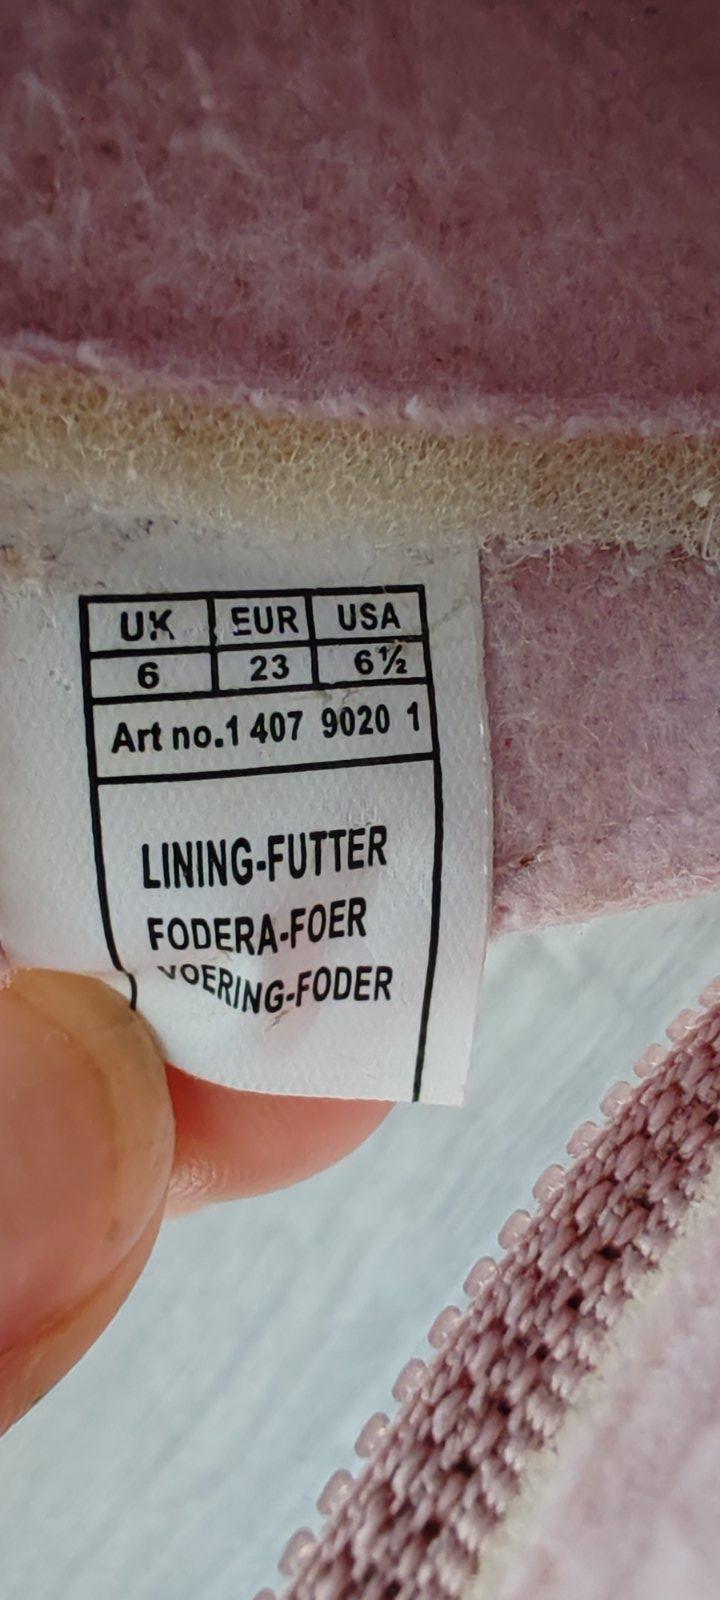 UK EUR USA
6 23 6½
Art no.1 407 9020 1
LINING-FUTTER
FODERA-FOER
VOERING-FODER